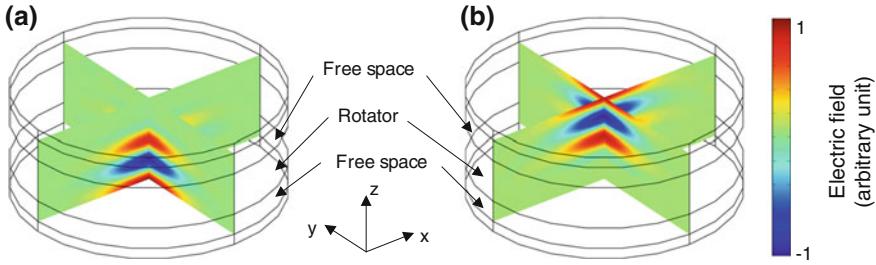 (a)
(b)
Free space
Rotator
Free space
z
y
x
1
-1
Electric field
(arbitrary unit)